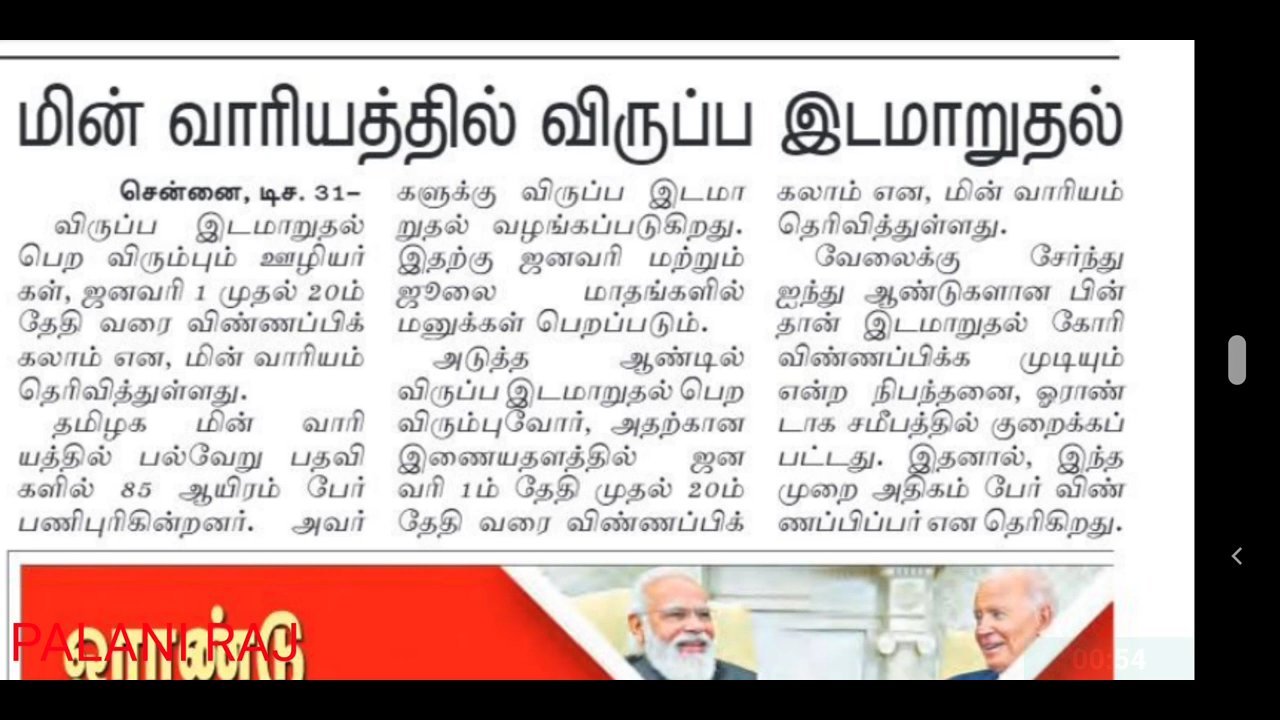 மின் வாரியத்தில் விருப்ப இடமாறுதல்
சென்னை, டிச. 31–
விருப்ப இடமாறுதல்
பெற விரும்பும் ஊழியர்
கள், ஜனவரி 1 முதல் 20ம்
தேதி வரை விண்ணப்பிக்
கலாம் என, மின் வாரியம்
தெரிவித்துள்ளது.
தமிழக மின் வாரி
யத்தில் பல்வேறு பதவி
களில் 85 ஆயிரம் பேர்
பணிபுரிகின்றனர். அவர்
களுக்கு விருப்ப இடமா
றுதல் வழங்கப்படுகிறது.
இதற்கு ஜனவரி மற்றும்
ஜூலை மாதங்களில்
மனுக்கள் பெறப்படும்.
அடுத்த ஆண்டில்
விருப்ப இடமாறுதல் பெற
விரும்புவோர், அதற்கான
இணையதளத்தில் ஜன
வரி 1ம் தேதி முதல் 20ம்
தேதி வரை விண்ணப்பிக்
கலாம் என, மின் வாரியம்
தெரிவித்துள்ளது.
வேலைக்கு சேர்ந்து
ஐந்து ஆண்டுகளான பின்
தான் இடமாறுதல் கோரி
விண்ணப்பிக்க முடியும்
என்ற நிபந்தனை, ஓராண்
டாக சமீபத்தில் குறைக்கப்
பட்டது. இதனால், இந்த
முறை அதிகம் பேர் விண்
ணப்பிப்பர் என தெரிகிறது.
PALANI RAJ
00:54